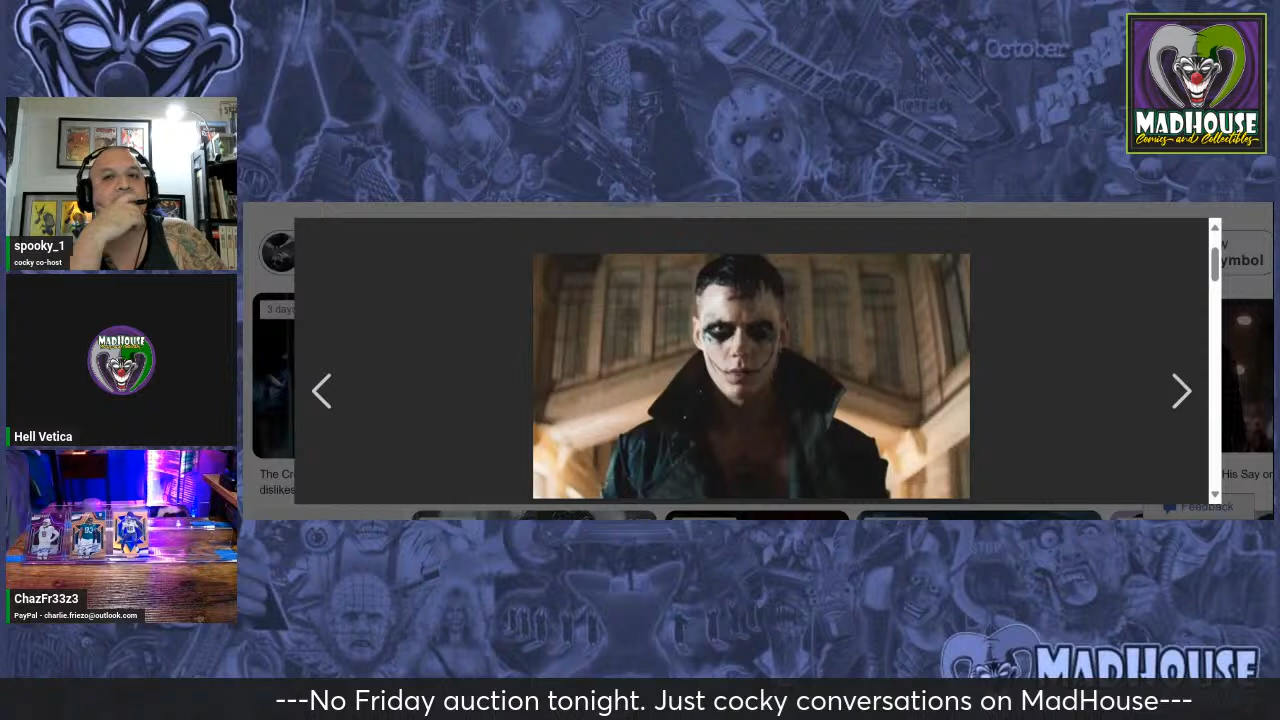 October
MADHOUSE
Comics and Collectibles
spooky_1
cocky co-host
3 days
ymbol
MADHOUSE
Hell Vetica
The Cr
dislikes
His Say or
Feedback
ChazFr33z3
PayPal - charlie.friezo@outlook.com
STOP
MADHOUSE
---No Friday auction tonight. Just cocky conversations on MadHouse---